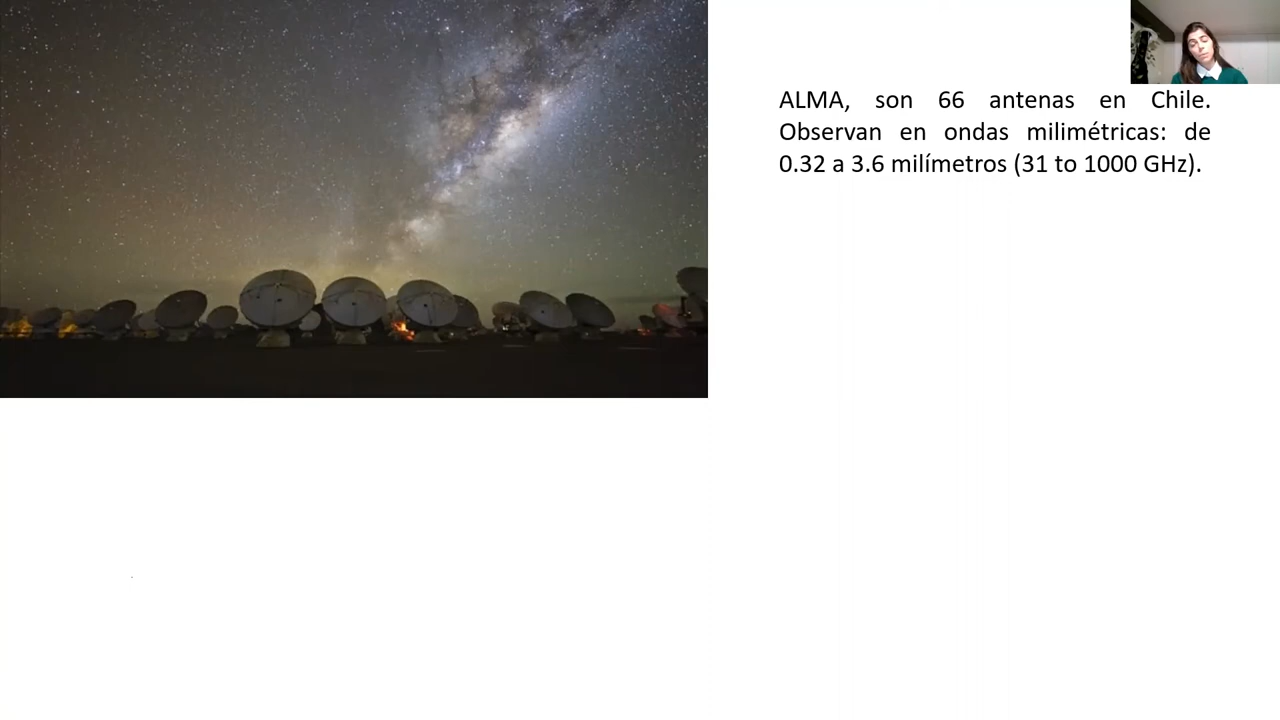 ALMA, son 66 antenas en Chile.
Observan en ondas milimétricas: de
0.32 a 3.6 milímetros (31 to 1000 GHz).